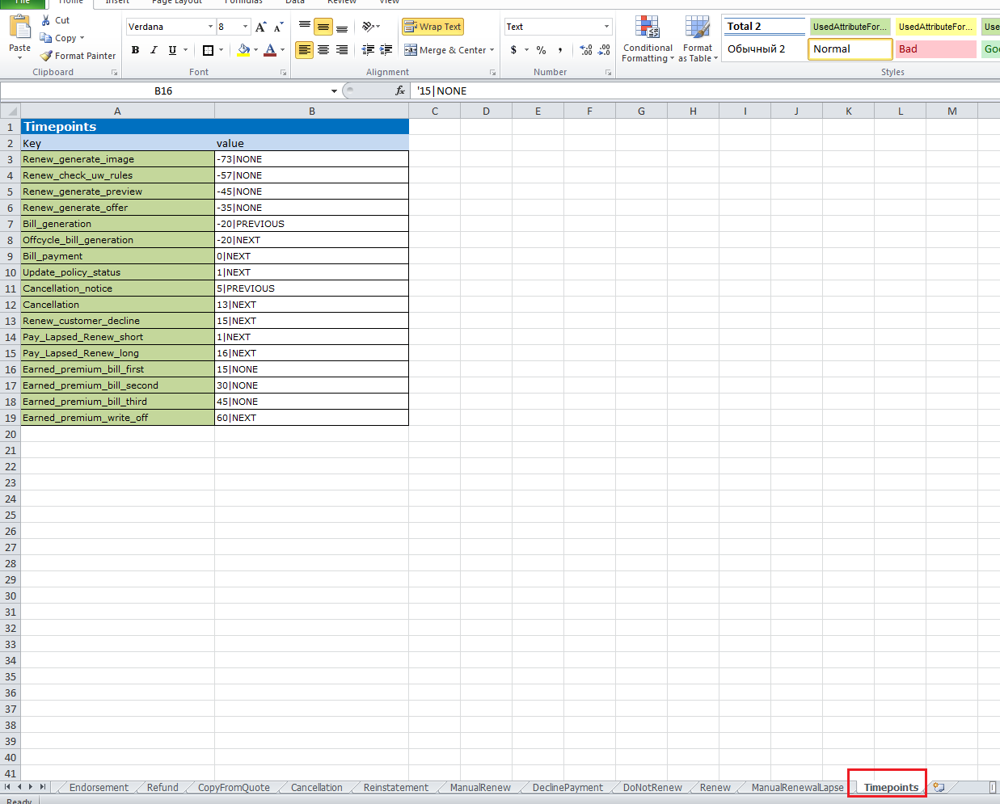 File Home Insert Page Layout Formulas Data Review View
Paste
Cut
Copy
Format Painter
Clipboard
Verdana 8
B I U
Font
Wrap Text
Merge & Center
Alignment
Text
$ % ,
Number
Conditional Formatting
Format as Table
Total 2 UsedAttributeFor... UsedAttributeFor... Use
Обычный 2 Normal Bad Go
Styles
B16 fx '15|NONE
A B C D E F G H I J K L M
1 Timepoints
2 Key value
3 Renew_generate_image -73|NONE
4 Renew_check_uw_rules -57|NONE
5 Renew_generate_preview -45|NONE
6 Renew_generate_offer -35|NONE
7 Bill_generation -20|PREVIOUS
8 Offcycle_bill_generation -20|NEXT
9 Bill_payment 0|NEXT
10 Update_policy_status 1|NEXT
11 Cancellation_notice 5|PREVIOUS
12 Cancellation 13|NEXT
13 Renew_customer_decline 15|NEXT
14 Pay_Lapsed_Renew_short 1|NEXT
15 Pay_Lapsed_Renew_long 16|NEXT
16 Earned_premium_bill_first 15|NONE
17 Earned_premium_bill_second 30|NONE
18 Earned_premium_bill_third 45|NONE
19 Earned_premium_write_off 60|NEXT
20
21
22
23
24
25
26
27
28
29
30
31
32
33
34
35
36
37
38
39
40
41
Endorsement Refund CopyFromQuote Cancellation Reinstatement ManualRenew DeclinePayment DoNotRenew Renew ManualRenewalLapse Timepoints
Ready